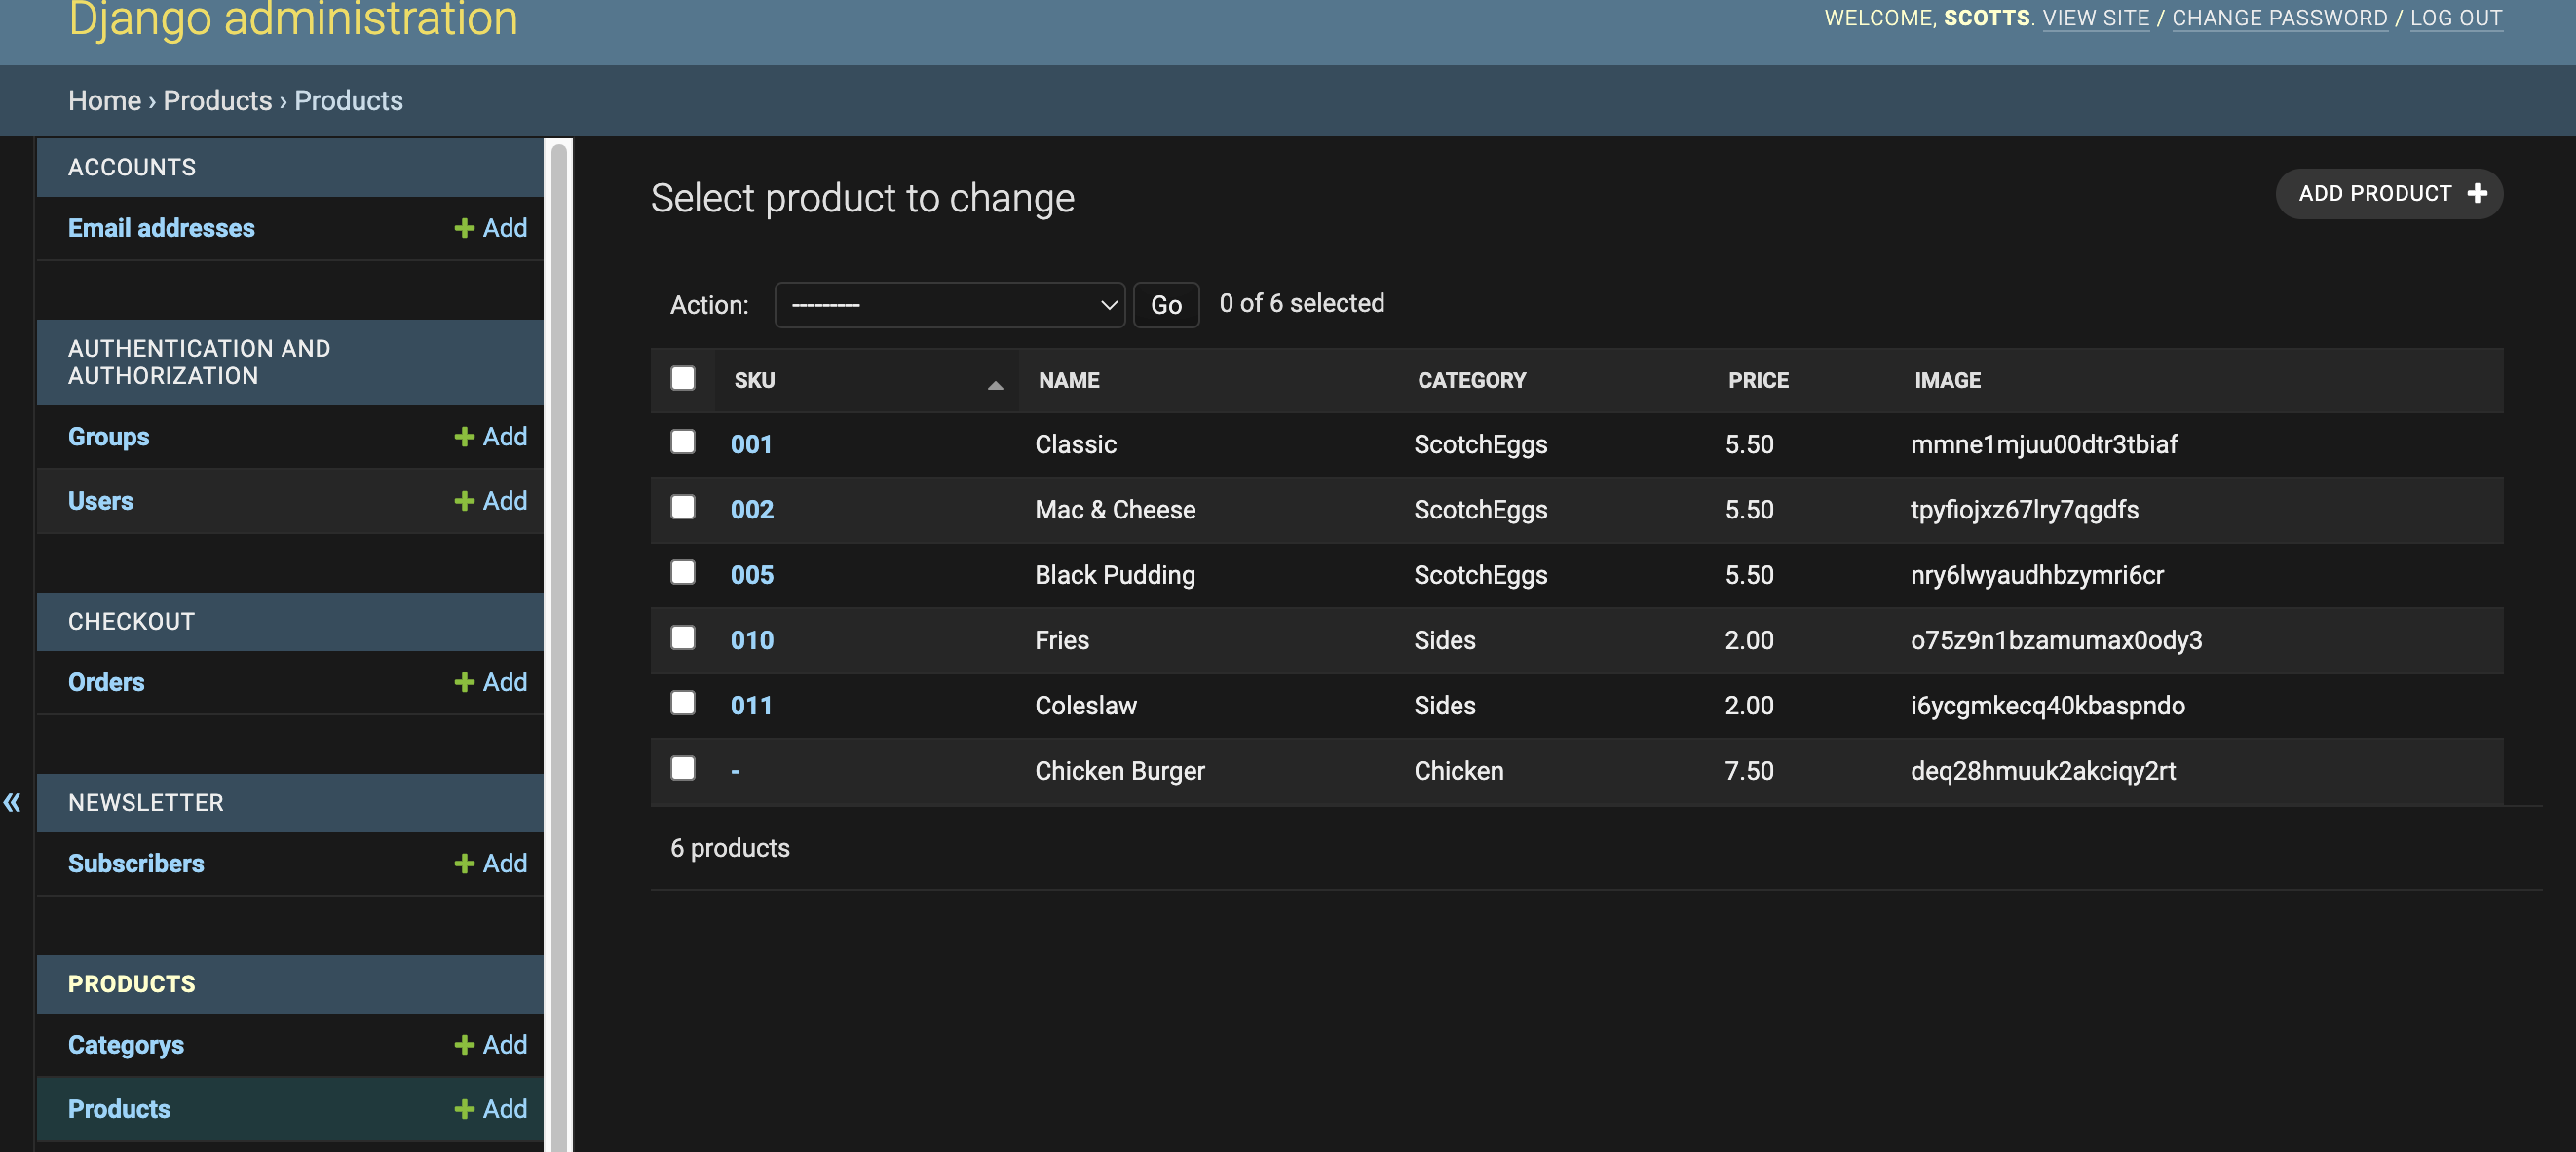 Django administration
WELCOME, SCOTTS. VIEW SITE / CHANGE PASSWORD / LOG OUT
Home › Products › Products
ACCOUNTS
Email addresses + Add
AUTHENTICATION AND
AUTHORIZATION
Groups + Add
Users + Add
CHECKOUT
Orders + Add
«
NEWSLETTER
Subscribers + Add
PRODUCTS
Categorys + Add
Products + Add
Select product to change
ADD PRODUCT +
Action: --------- Go 0 of 6 selected
SKU NAME CATEGORY PRICE IMAGE
001 Classic ScotchEggs 5.50 mmne1mjuu00dtr3tbiaf
002 Mac & Cheese ScotchEggs 5.50 tpyfiojxz67lry7qgdfs
005 Black Pudding ScotchEggs 5.50 nry6lwyaudhbzymri6cr
010 Fries Sides 2.00 o75z9n1bzamumax0ody3
011 Coleslaw Sides 2.00 i6ycgmkecq40kbaspndo
- Chicken Burger Chicken 7.50 deq28hmuuk2akciqy2rt
6 products